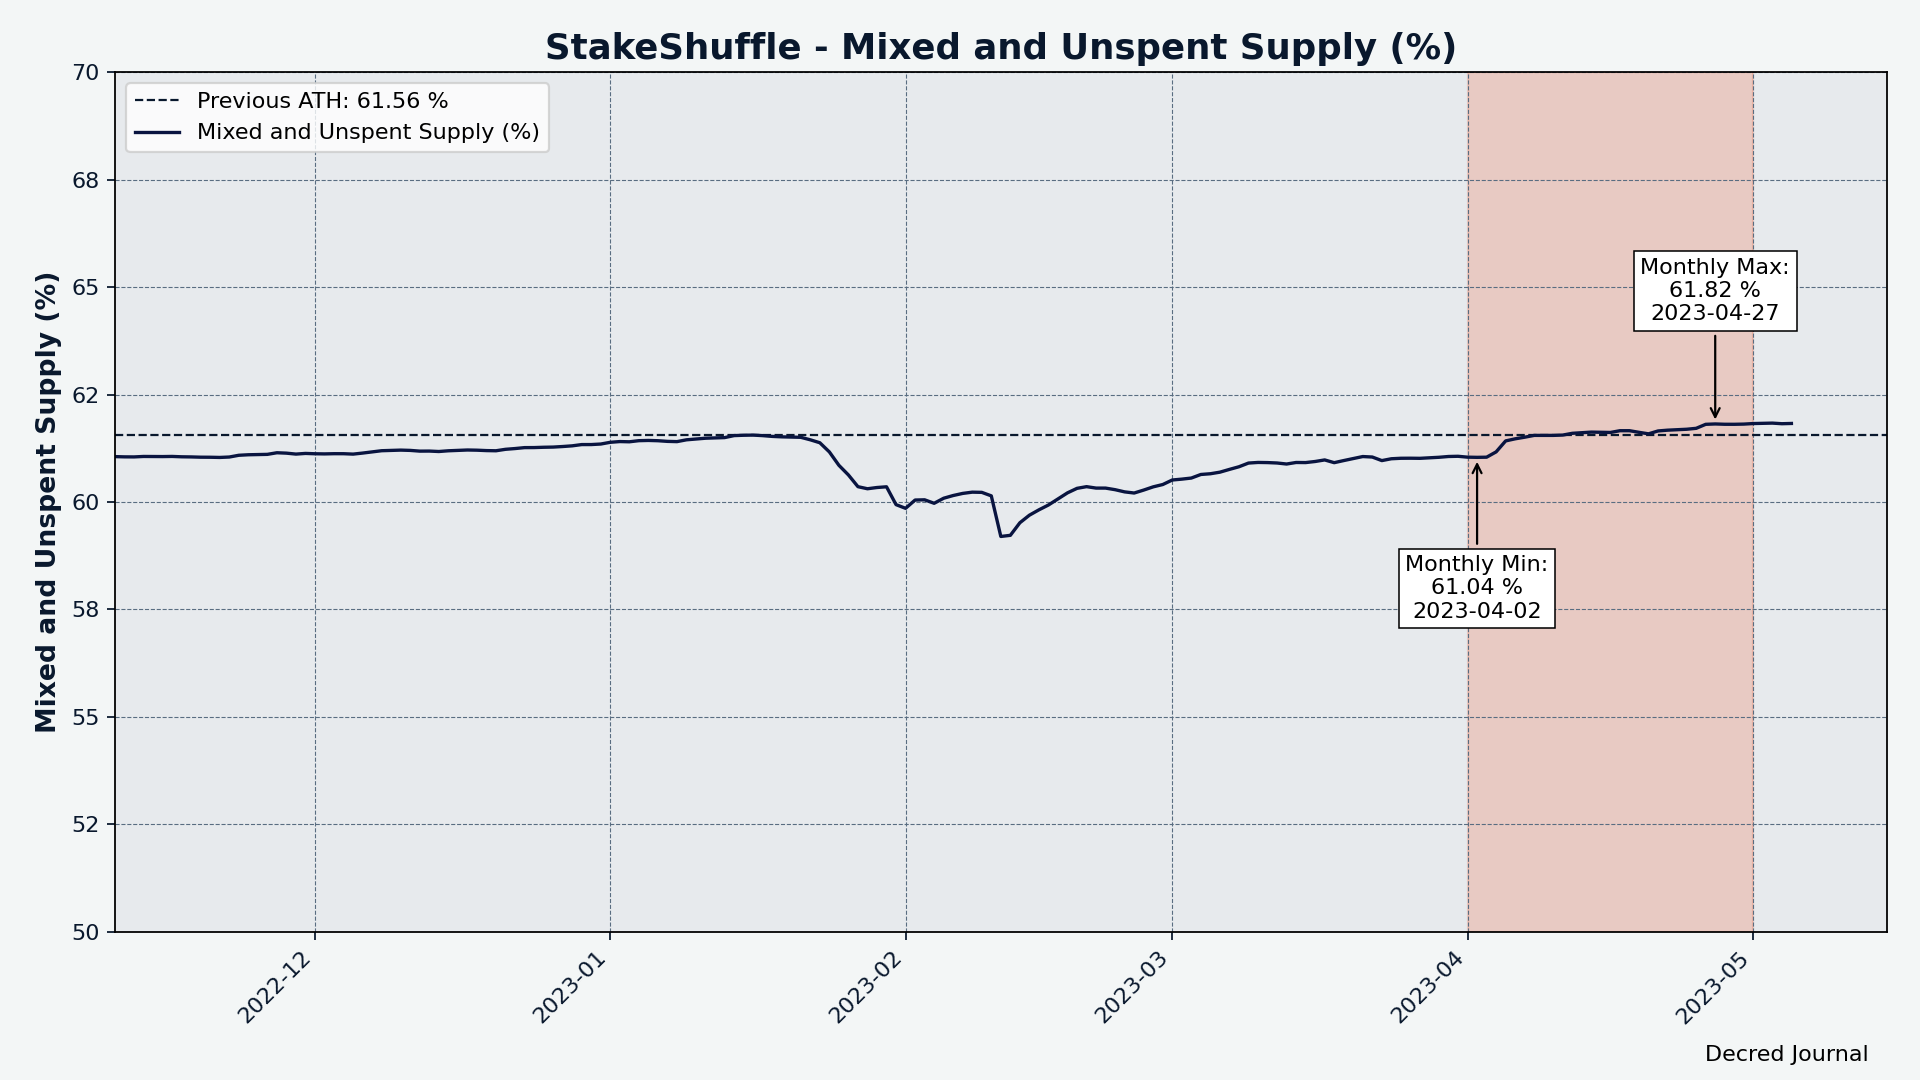 StakeShuffle - Mixed and Unspent Supply (%)
Previous ATH: 61.56 %
Mixed and Unspent Supply (%)
Mixed and Unspent Supply (%)
70
68
65
62
60
58
55
52
50
Monthly Max:
61.82 %
2023-04-27
Monthly Min:
61.04 %
2023-04-02
2022-12
2023-01
2023-02
2023-03
2023-04
2023-05
Decred Journal